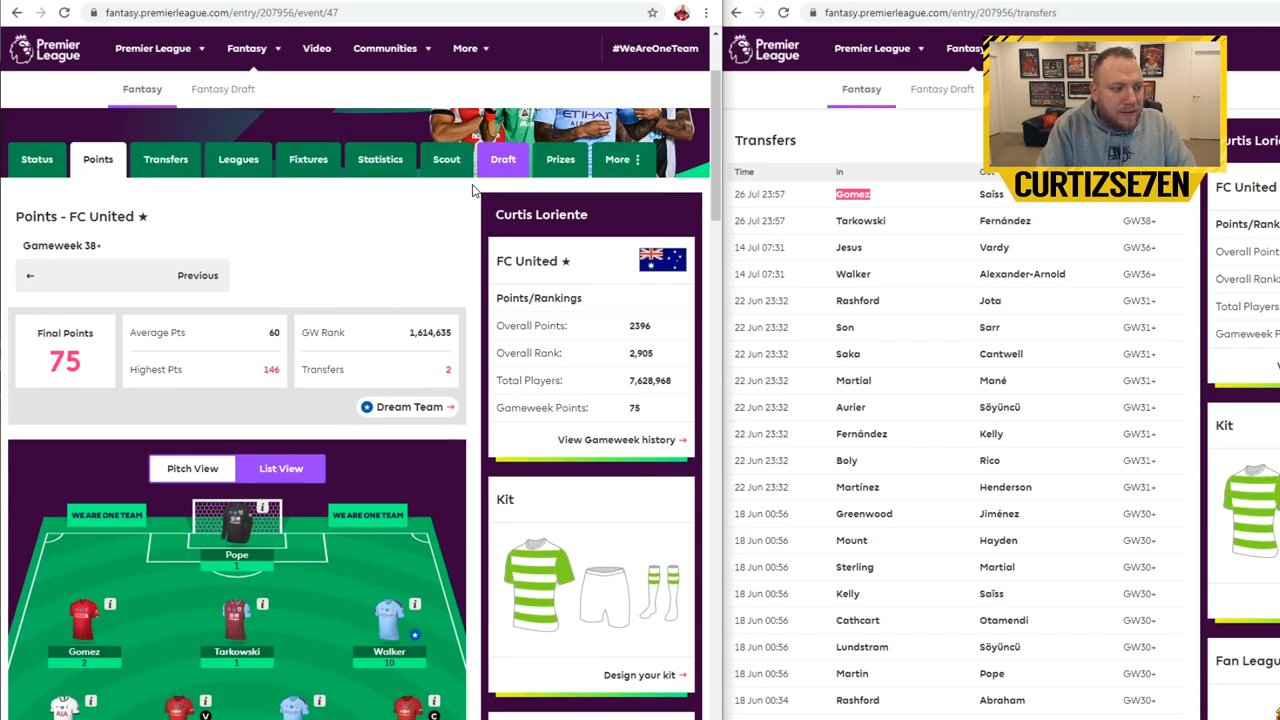 fantasy.premierleague.com/entry/207956/event/47
Premier League
Premier League
Fantasy
Video
Communities
More
#WeAreOneTeam
Fantasy
Fantasy Draft
ETIHAD
Status
Points
Transfers
Leagues
Fixtures
Statistics
Scout
Draft
Prizes
More
Points - FC United ★
Gameweek 38+
← Previous
Final Points
75
Average Pts 60
Highest Pts 146
GW Rank 1,614,635
Transfers 2
Dream Team →
Pitch View
List View
WE ARE ONE TEAM
WE ARE ONE TEAM
Pope
1
Gomez
2
Tarkowski
1
Walker
10
AIA
V
C
Curtis Loriente
FC United ★
Points/Rankings
Overall Points: 2396
Overall Rank: 2,905
Total Players: 7,628,968
Gameweek Points: 75
View Gameweek history →
Kit
Design your kit →
fantasy.premierleague.com/entry/207956/transfers
Premier League
Premier League
Fantasy
Fantasy Draft
CURTIZSE7EN
Transfers
Time In
26 Jul 23:57 Gomez Saïss
26 Jul 23:57 Tarkowski Fernández GW38+
14 Jul 07:31 Jesus Vardy GW36+
14 Jul 07:31 Walker Alexander-Arnold GW36+
22 Jun 23:32 Rashford Jota GW31+
22 Jun 23:32 Son Sarr GW31+
22 Jun 23:32 Saka Cantwell GW31+
22 Jun 23:32 Martial Mané GW31+
22 Jun 23:32 Aurier Söyüncü GW31+
22 Jun 23:32 Fernández Kelly GW31+
22 Jun 23:32 Boly Rico GW31+
22 Jun 23:32 Martínez Henderson GW31+
18 Jun 00:56 Greenwood Jiménez GW30+
18 Jun 00:56 Mount Hayden GW30+
18 Jun 00:56 Sterling Martial GW30+
18 Jun 00:56 Kelly Saïss GW30+
18 Jun 00:56 Cathcart Otamendi GW30+
18 Jun 00:56 Lundstram Söyüncü GW30+
18 Jun 00:56 Martin Pope GW30+
18 Jun 00:34 Rashford Abraham GW30+
Curtis Lori
FC United
Points/Rank
Overall Point
Overall Rank:
Total Players:
Gameweek P
Kit
Fan Leagu